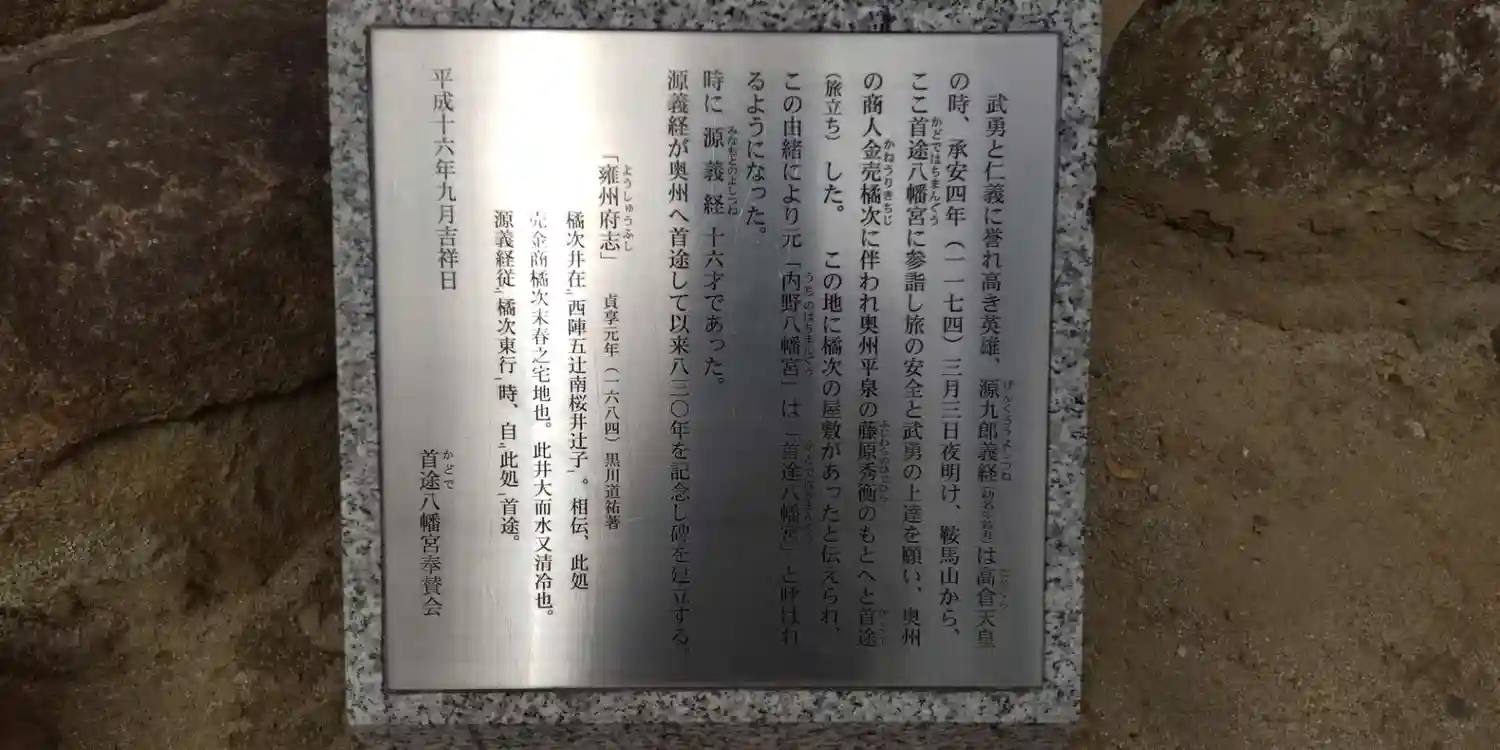 武勇と仁義に誉れ高き英雄、源九郎義経（幼名牛若丸）は高倉天皇
の時、承安四年（一一七四）三月三日夜明け、鞍馬山から、
ここ首途八幡宮に参詣し旅の安全と武勇の上達を願い、奥州
の商人金売橘次に伴われ奥州平泉の藤原秀衡のもとへと首途
（旅立ち）した。　この地に橘次の屋敷があったと伝えられ、
この由緒により元「内野八幡宮」は「首途八幡宮」と呼ばれ
るようになった。
時に　源義経　十六才であった。
源義経が奥州へ首途して以来八三〇年を記念し碑を建立する。
「雍州府志」　貞享元年（一六八四）黒川道祐著
橘次井在二西陣五辻南桜井辻子一。相伝、此処
売金商橘次末春之宅地也。此井大而水又清冷也。
源義経従二橘次東行一時、自二此処一首途。
平成十六年九月吉祥日
首途八幡宮奉賛会